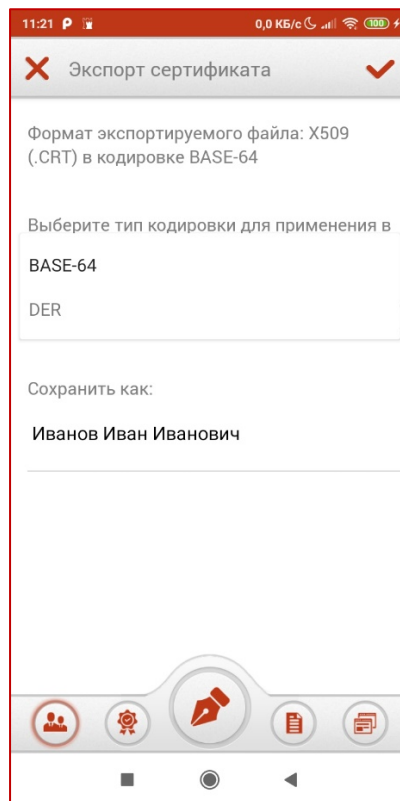 11:21 P 0,0 КБ/с 100
Экспорт сертификата
Формат экспортируемого файла: X509
(.CRT) в кодировке BASE-64
Выберите тип кодировки для применения в
BASE-64
DER
Сохранить как:
Иванов Иван Иванович